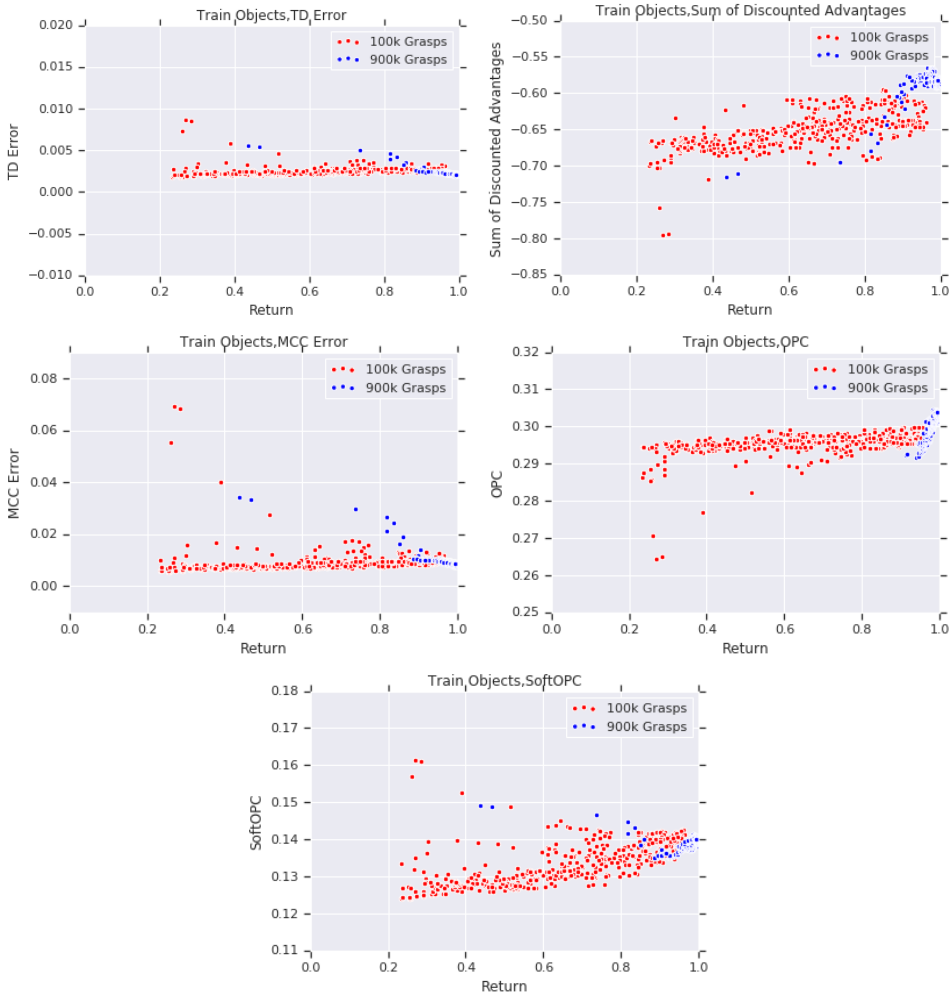 Train Objects,TD Error
0.020
0.015
0.010
0.005
0.000
−0.005
−0.010
TD Error
100k Grasps
900k Grasps
0.0 0.2 0.4 0.6 0.8 1.0
Return
Train Objects,Sum of Discounted Advantages
−0.50
−0.55
−0.60
−0.65
−0.70
−0.75
−0.80
−0.85
Sum of Discounted Advantages
100k Grasps
900k Grasps
0.0 0.2 0.4 0.6 0.8 1.0
Return
Train Objects,MCC Error
0.08
0.06
0.04
0.02
0.00
MCC Error
100k Grasps
900k Grasps
0.0 0.2 0.4 0.6 0.8 1.0
Return
Train Objects,OPC
0.32
0.31
0.30
0.29
0.28
0.27
0.26
0.25
OPC
100k Grasps
900k Grasps
0.0 0.2 0.4 0.6 0.8 1.0
Return
Train Objects,SoftOPC
0.18
0.17
0.16
0.15
0.14
0.13
0.12
0.11
SoftOPC
100k Grasps
900k Grasps
0.0 0.2 0.4 0.6 0.8 1.0
Return